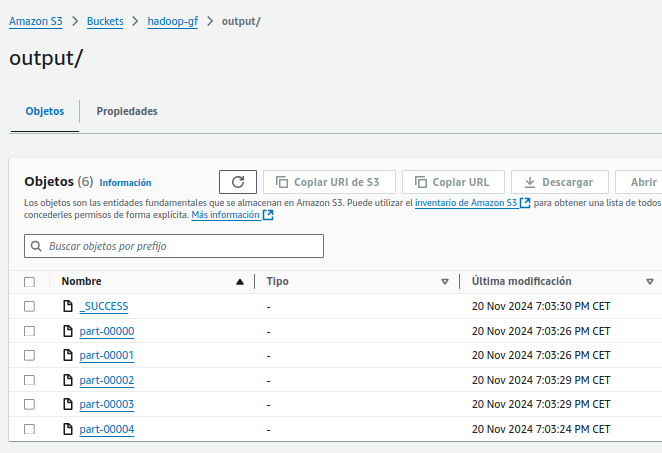 Amazon S3 > Buckets > hadoop-gf > output/
output/
Objetos Propiedades
Objetos (6) Información Copiar URI de S3 Copiar URL Descargar Abrir
Los objetos son las entidades fundamentales que se almacenan en Amazon S3. Puede utilizar el inventario de Amazon S3 para obtener una lista de todos
concederles permisos de forma explícita. Más información
Buscar objetos por prefijo
Nombre Tipo Última modificación
_SUCCESS - 20 Nov 2024 7:03:30 PM CET
part-00000 - 20 Nov 2024 7:03:26 PM CET
part-00001 - 20 Nov 2024 7:03:26 PM CET
part-00002 - 20 Nov 2024 7:03:29 PM CET
part-00003 - 20 Nov 2024 7:03:29 PM CET
part-00004 - 20 Nov 2024 7:03:24 PM CET